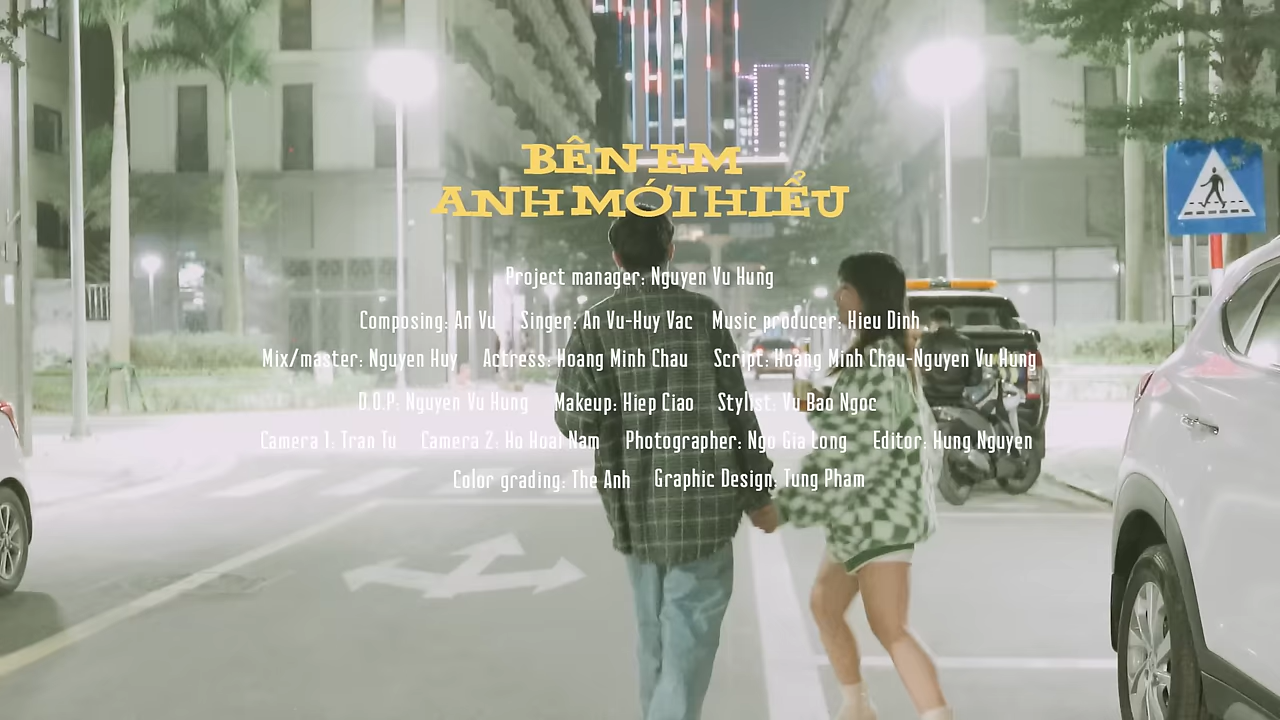 BÊN EM
ANH MỚI HIỂU
Project manager: Nguyen Vu Hung
Composing: An Vu Singer: An Vu-Huy Vac Music producer: Hieu Dinh
Mix/master: Nguyen Huy Actress: Hoang Minh Chau Script: Hoang Minh Chau-Nguyen Vu Hung
D.O.P: Nguyen Vu Hung Makeup: Hiep Ciao Stylist: Vu Bao Ngoc
Camera 1: Tran Tu Camera 2: Ho Hoai Nam Photographer: Ngo Gia Long Editor: Hung Nguyen
Color grading: The Anh Graphic Design: Tung Pham